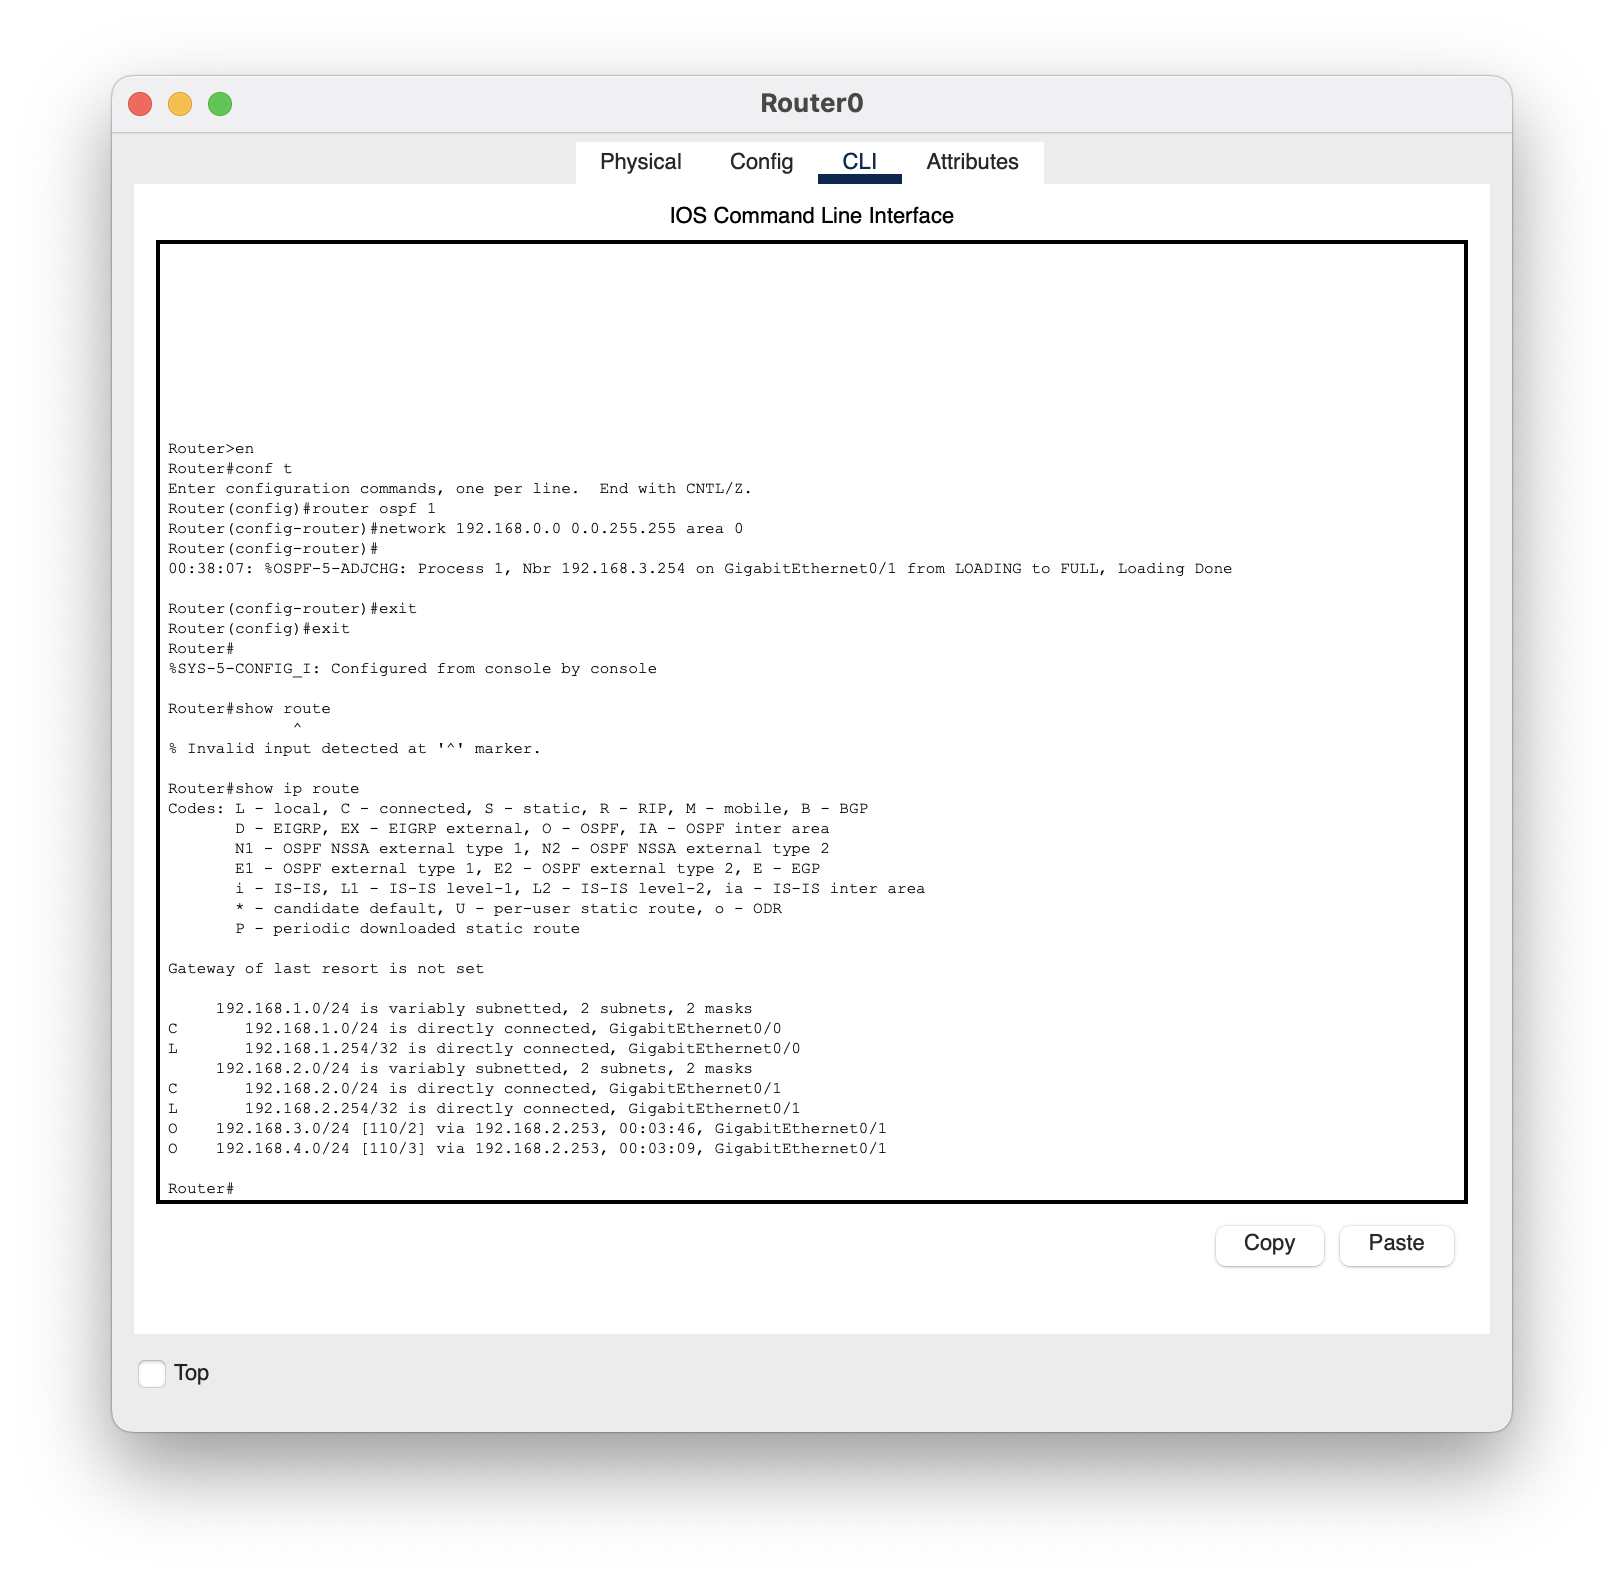 Router0
Physical Config CLI Attributes
IOS Command Line Interface
Router>en
Router#conf t
Enter configuration commands, one per line.  End with CNTL/Z.
Router(config)#router ospf 1
Router(config-router)#network 192.168.0.0 0.0.255.255 area 0
Router(config-router)#
00:38:07: %OSPF-5-ADJCHG: Process 1, Nbr 192.168.3.254 on GigabitEthernet0/1 from LOADING to FULL, Loading Done
Router(config-router)#exit
Router(config)#exit
Router#
%SYS-5-CONFIG_I: Configured from console by console
Router#show route
             ^
% Invalid input detected at '^' marker.
Router#show ip route
Codes: L - local, C - connected, S - static, R - RIP, M - mobile, B - BGP
       D - EIGRP, EX - EIGRP external, O - OSPF, IA - OSPF inter area
       N1 - OSPF NSSA external type 1, N2 - OSPF NSSA external type 2
       E1 - OSPF external type 1, E2 - OSPF external type 2, E - EGP
       i - IS-IS, L1 - IS-IS level-1, L2 - IS-IS level-2, ia - IS-IS inter area
       * - candidate default, U - per-user static route, o - ODR
       P - periodic downloaded static route
Gateway of last resort is not set
     192.168.1.0/24 is variably subnetted, 2 subnets, 2 masks
C       192.168.1.0/24 is directly connected, GigabitEthernet0/0
L       192.168.1.254/32 is directly connected, GigabitEthernet0/0
     192.168.2.0/24 is variably subnetted, 2 subnets, 2 masks
C       192.168.2.0/24 is directly connected, GigabitEthernet0/1
L       192.168.2.254/32 is directly connected, GigabitEthernet0/1
O    192.168.3.0/24 [110/2] via 192.168.2.253, 00:03:46, GigabitEthernet0/1
O    192.168.4.0/24 [110/3] via 192.168.2.253, 00:03:09, GigabitEthernet0/1
Router#
Copy Paste
Top